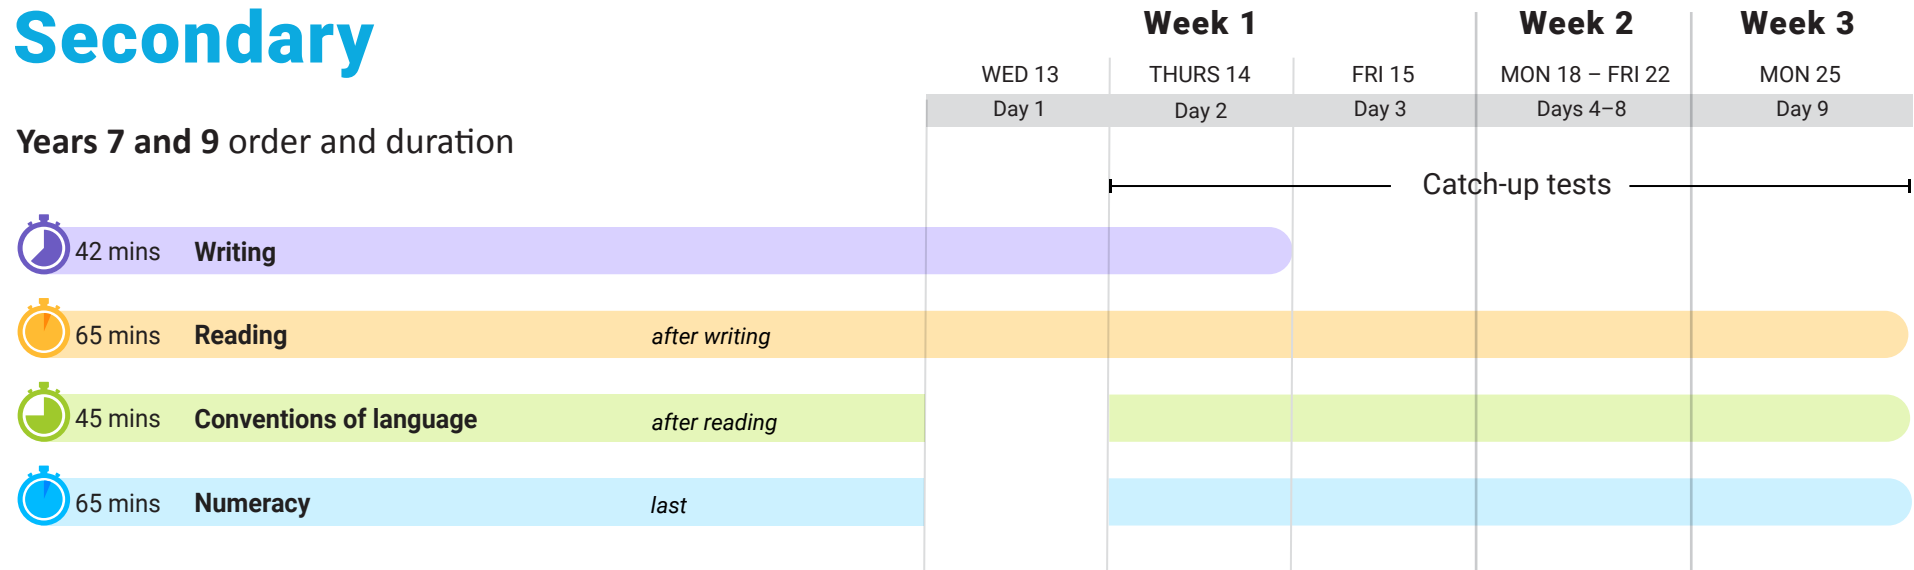 Secondary
Week 1 Week 2 Week 3
WED 13 THURS 14 FRI 15 MON 18 – FRI 22 MON 25
Day 1 Day 2 Day 3 Days 4–8 Day 9
Years 7 and 9 order and duration
Catch-up tests
42 mins Writing
65 mins Reading after writing
45 mins Conventions of language after reading
65 mins Numeracy last